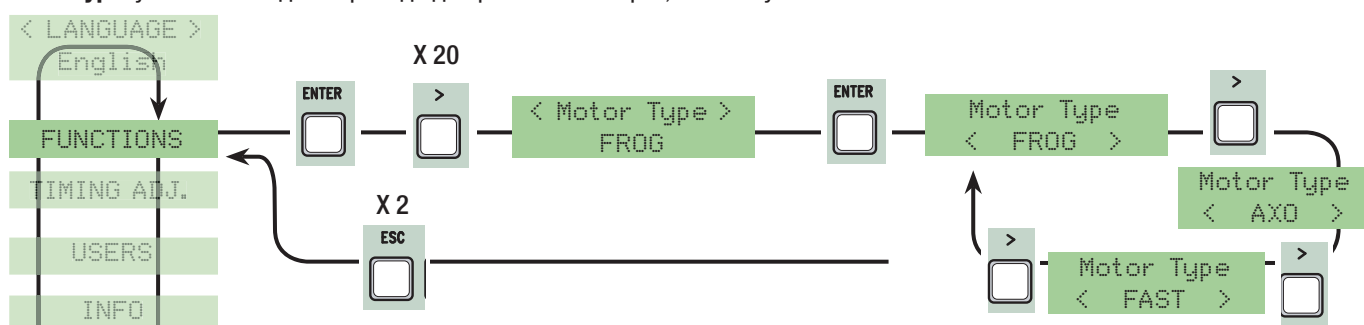 < LANGUAGE >
English
FUNCTIONS
TIMING ADJ.
USERS
INFO
ENTER
X 20
>
< Motor Type >
FROG
ENTER
Motor Type
< FROG >
>
Motor Type
< AXO >
>
Motor Type
< FAST >
>
X 2
ESC